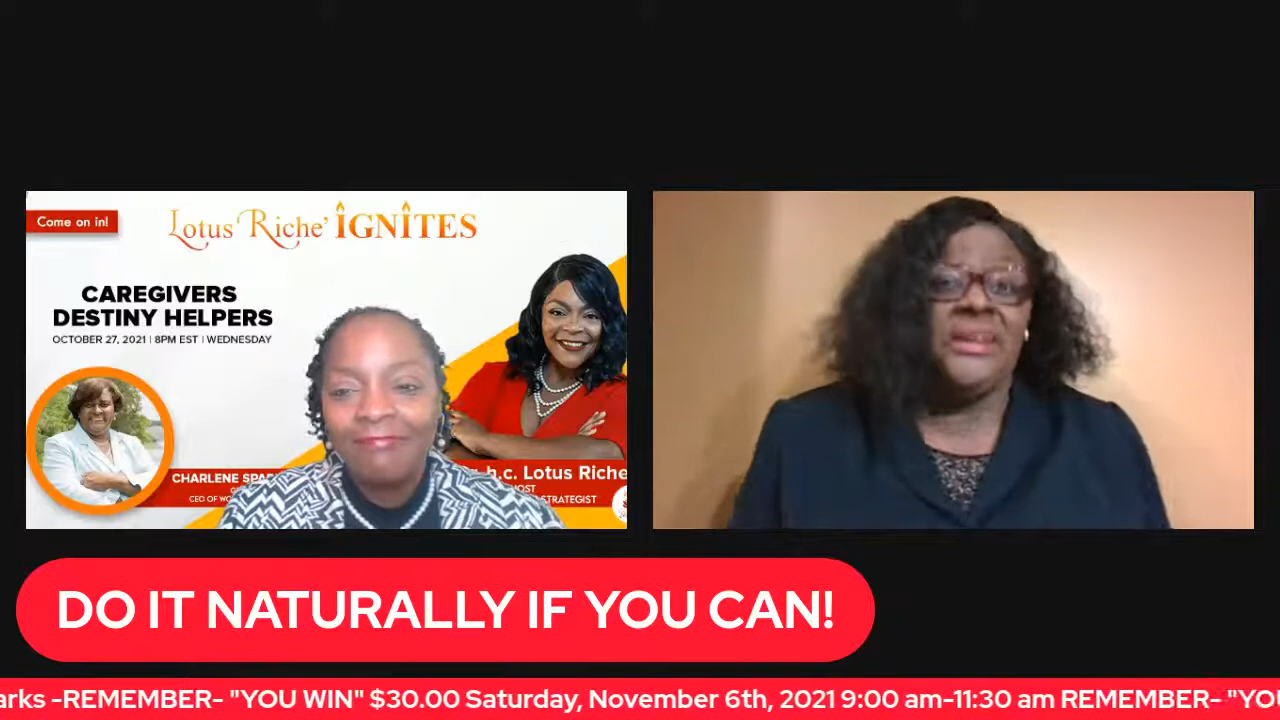 Come on in!
Lotus Riche' IGNITES
CAREGIVERS
DESTINY HELPERS
OCTOBER 27, 2021 | 8PM EST | WEDNESDAY
CHARLENE
h.c. Lotus Riche
HOST
CEO OF
STRATEGIST
DO IT NATURALLY IF YOU CAN!
arks -REMEMBER- "YOU WIN" $30.00 Saturday, November 6th, 2021 9:00 am-11:30 am REMEMBER- "YOU